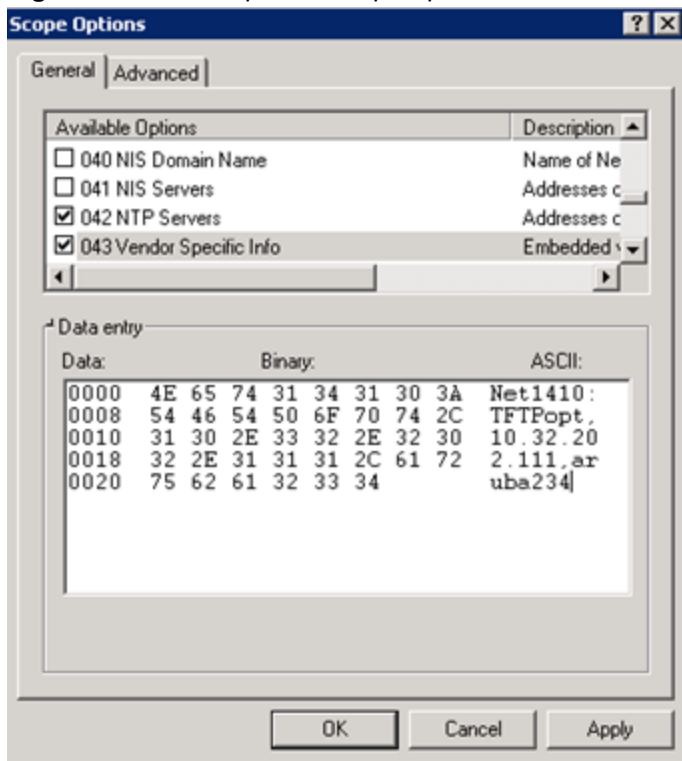 Scope Options
General Advanced
Available Options Description
040 NIS Domain Name Name of Ne
041 NIS Servers Addresses c
042 NTP Servers Addresses c
043 Vendor Specific Info Embedded
Data entry
Data: Binary: ASCII:
0000 4E 65 74 31 34 31 30 3A Net1410:
0008 54 46 54 50 6F 70 74 2C TFTPopt,
0010 31 30 2E 33 32 2E 32 30 10.32.20
0018 32 2E 31 31 31 2C 61 72 2.111,ar
0020 75 62 61 32 33 34 uba234
OK Cancel Apply